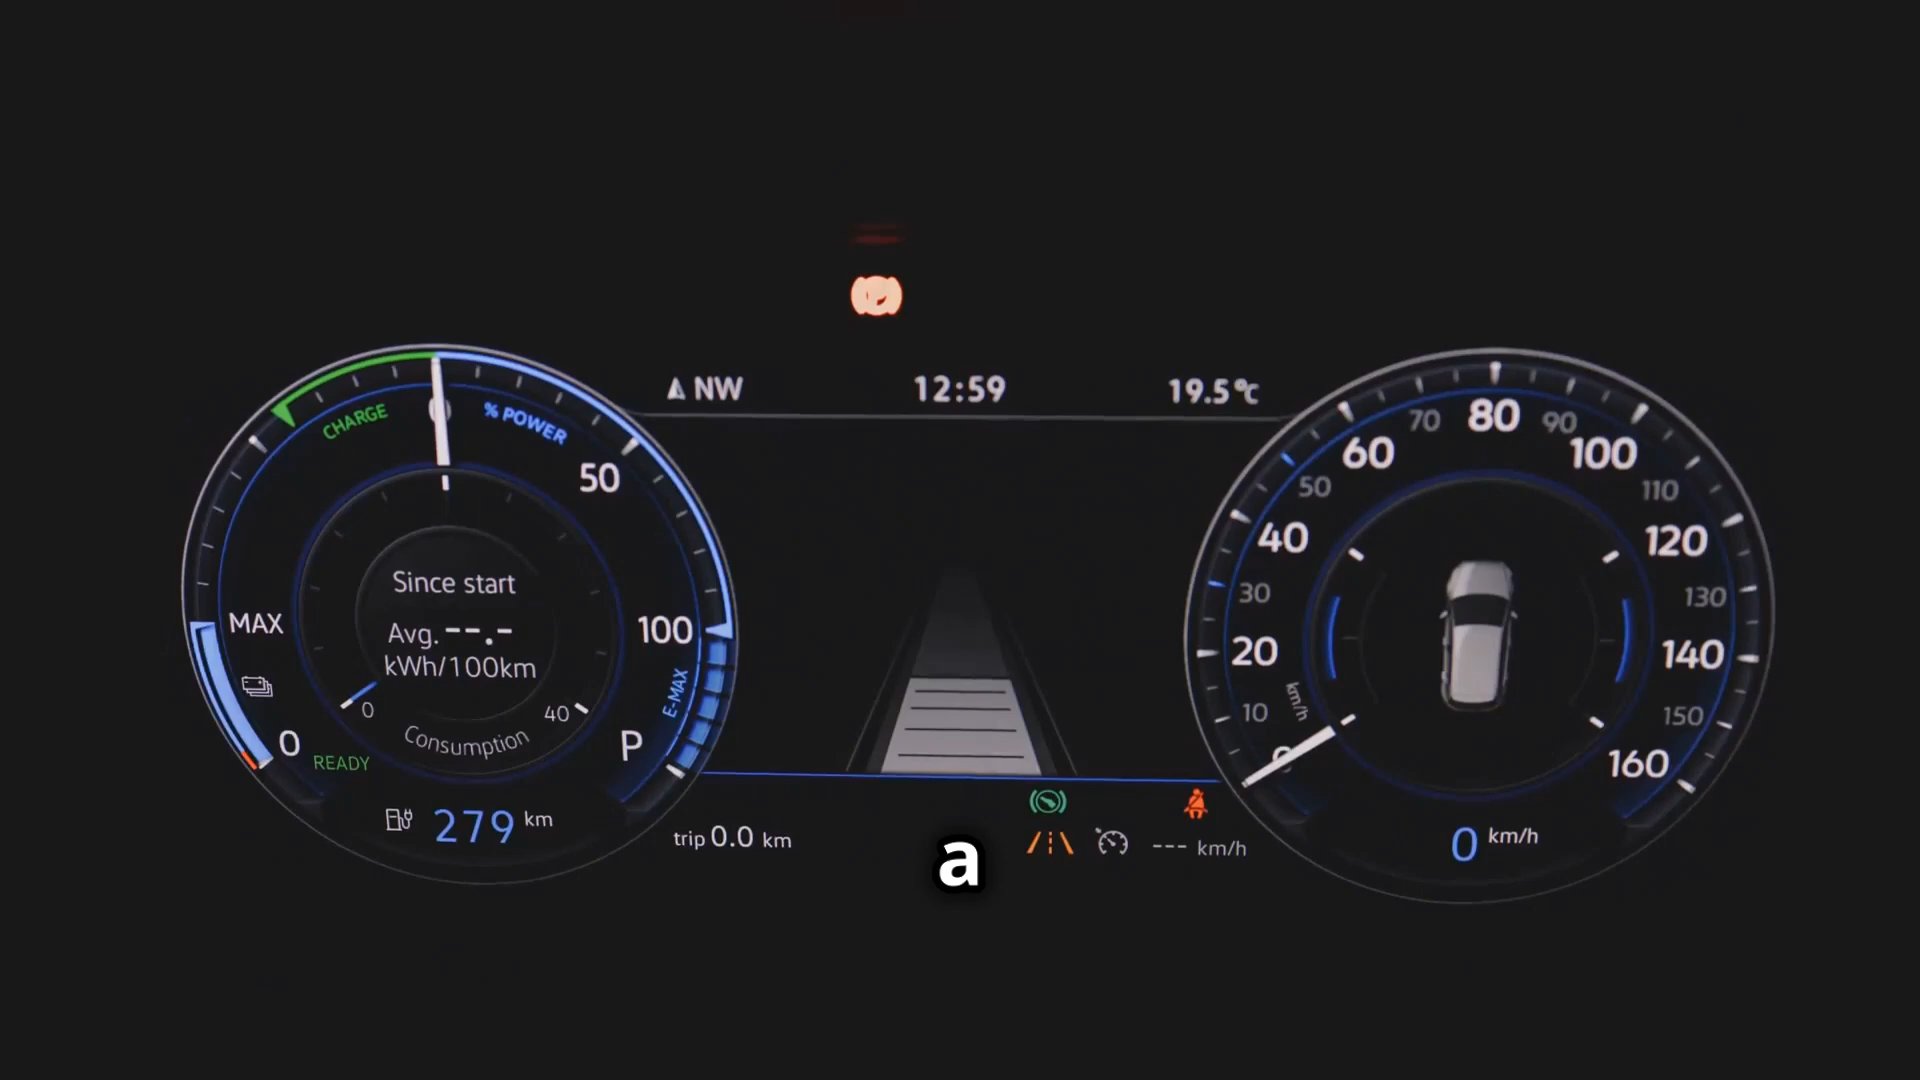 NW 12:59 19.5°C
CHARGE % POWER
50
100
E-MAX
MAX
0
READY
P
Since start
Avg. --.-
kWh/100km
0 40
Consumption
279 km
trip 0.0 km
a
--- km/h
0 10 20 30 40 50 60 70 80 90 100 110 120 130 140 150 160
km/h
0 km/h